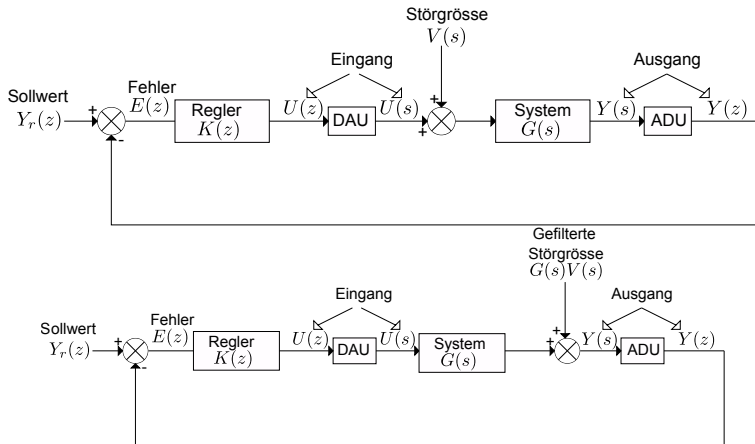 Störgrösse
V(s)
Eingang
Ausgang
Sollwert
Y_r(z)
+
-
Fehler
E(z)
Regler
K(z)
U(z)
DAU
U(s)
+
+
System
G(s)
Y(s)
ADU
Y(z)
Gefilterte
Störgrösse
G(s)V(s)
Eingang
Ausgang
Sollwert
Y_r(z)
+
-
Fehler
E(z)
Regler
K(z)
U(z)
DAU
U(s)
System
G(s)
+
+
Y(s)
ADU
Y(z)